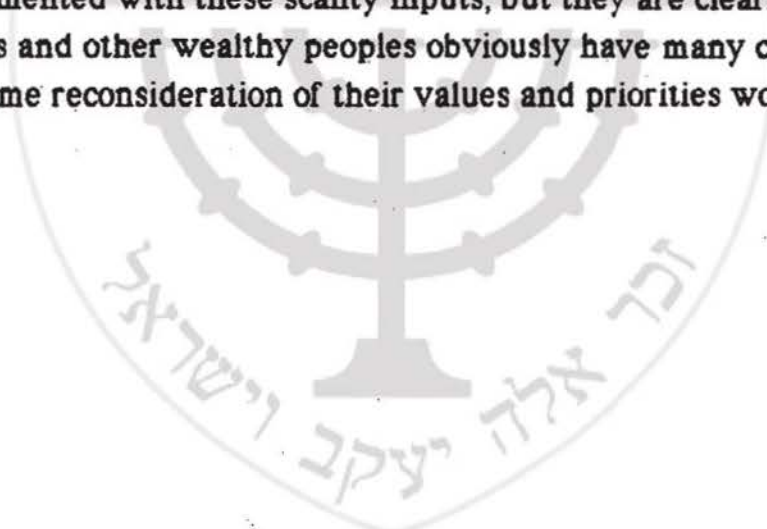 mented with these scanty inputs, but they are clear
s and other wealthy peoples obviously have many c
me reconsideration of their values and priorities wo
זכר אלה יעקב וישראל